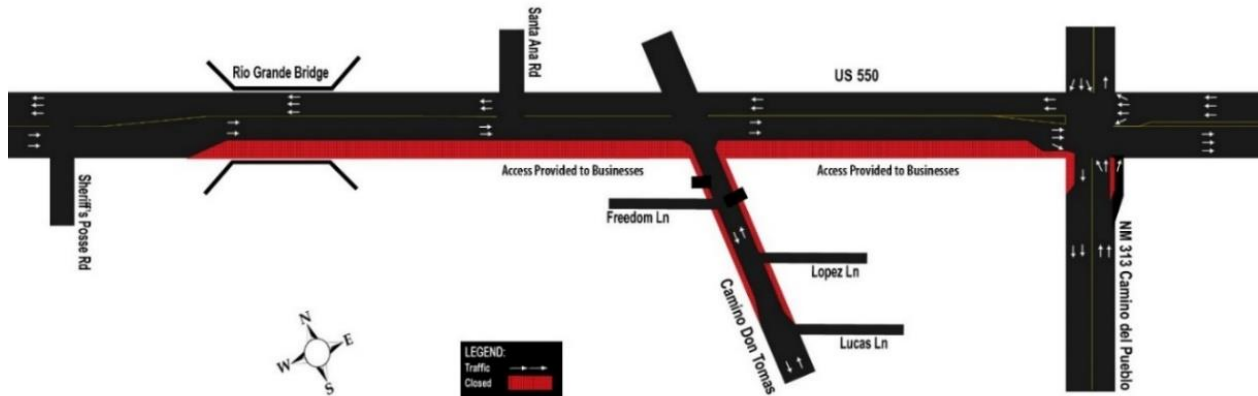 Santa Ana Rd
Rio Grande Bridge
US 550
Access Provided to Businesses
Access Provided to Businesses
Sheriff's Posse Rd
Freedom Ln
NM 313 Camino del Pueblo
Lopez Ln
Camino Don Tomas
Lucas Ln
N
E
W
S
LEGEND:
Traffic
Closed